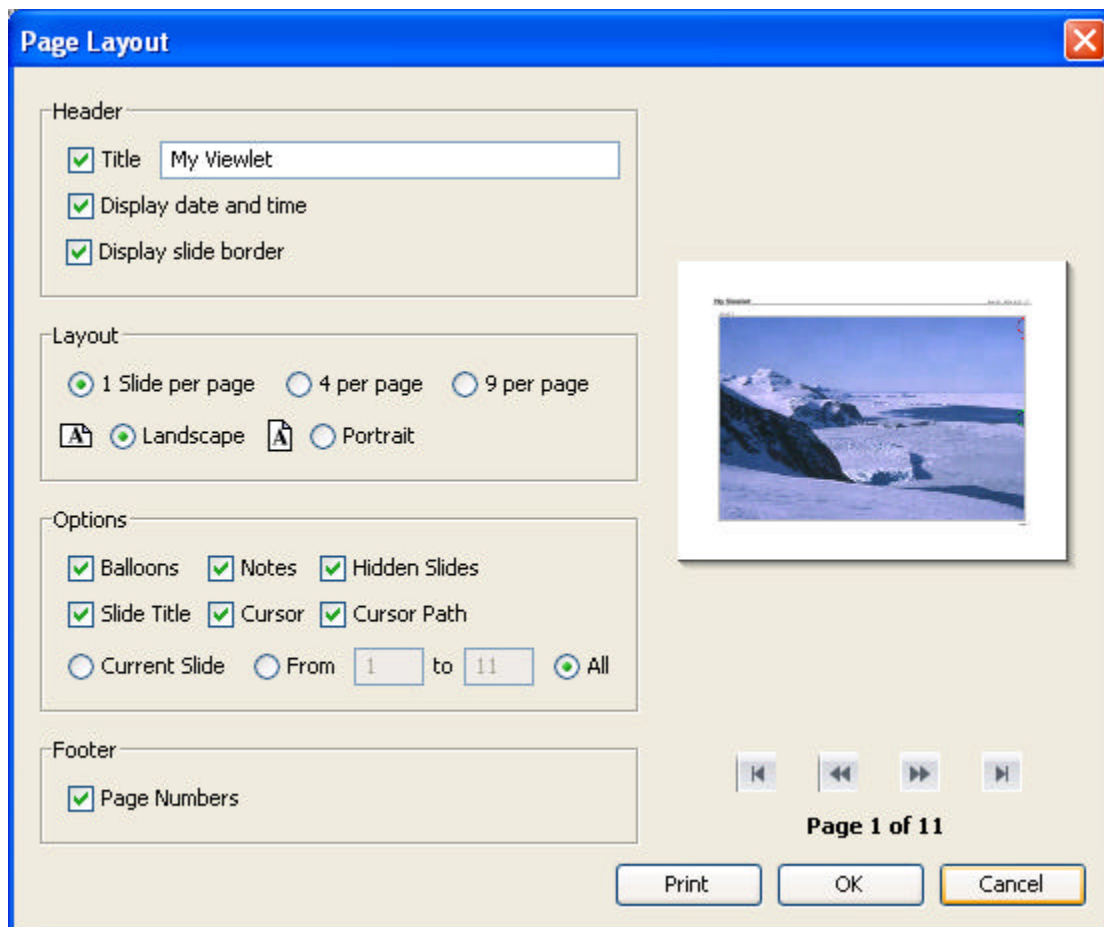 Page Layout
Header
Title My Viewlet
Display date and time
Display slide border
Layout
1 Slide per page 4 per page 9 per page
A Landscape A Portrait
Options
Balloons Notes Hidden Slides
Slide Title Cursor Cursor Path
Current Slide From 1 to 11 All
Footer
Page Numbers
My Viewlet
Page 1 of 11
Print OK Cancel